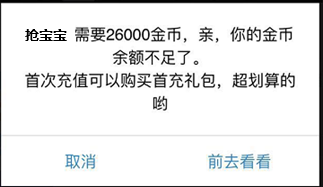 抢宝宝 需要26000金币，亲，你的金币
余额不足了。
首次充值可以购买首充礼包，超划算的
哟
取消 前去看看